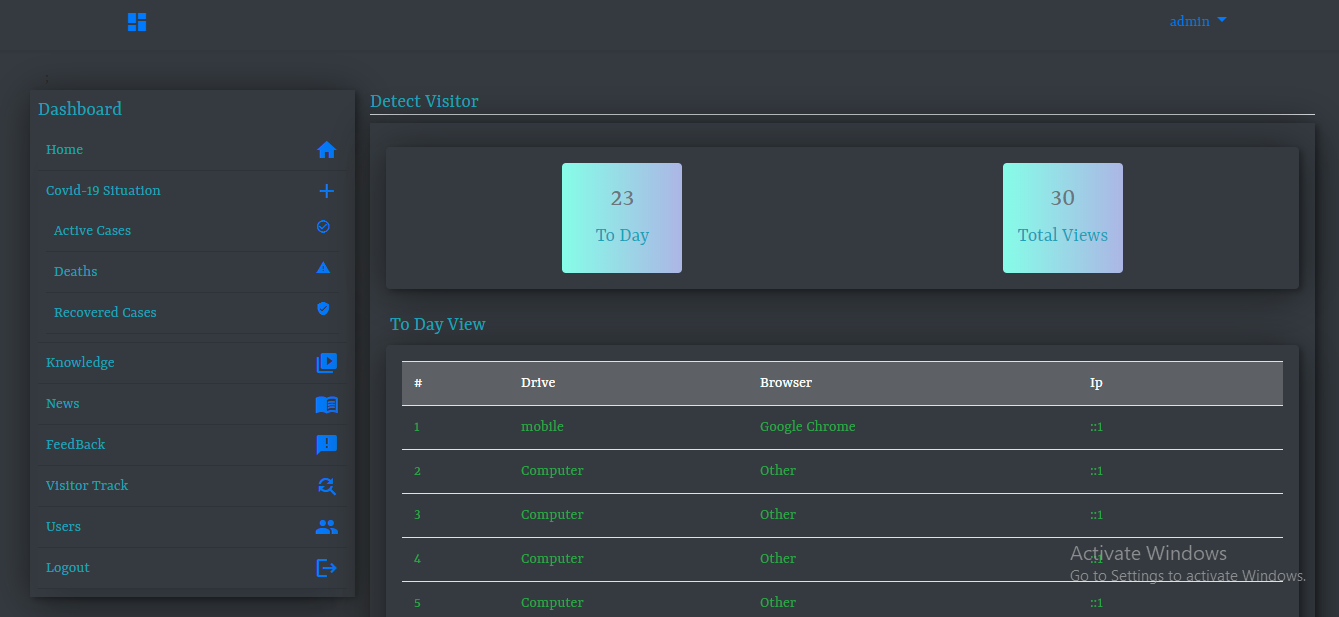 admin
:
Dashboard
Home
Covid-19 Situation
Active Cases
Deaths
Recovered Cases
Knowledge
News
FeedBack
Visitor Track
Users
Logout
Detect Visitor
23
To Day
30
Total Views
To Day View
# Drive Browser Ip
1 mobile Google Chrome ::1
2 Computer Other ::1
3 Computer Other ::1
4 Computer Other ::1
5 Computer Other ::1
Activate Windows
Go to Settings to activate Windows.